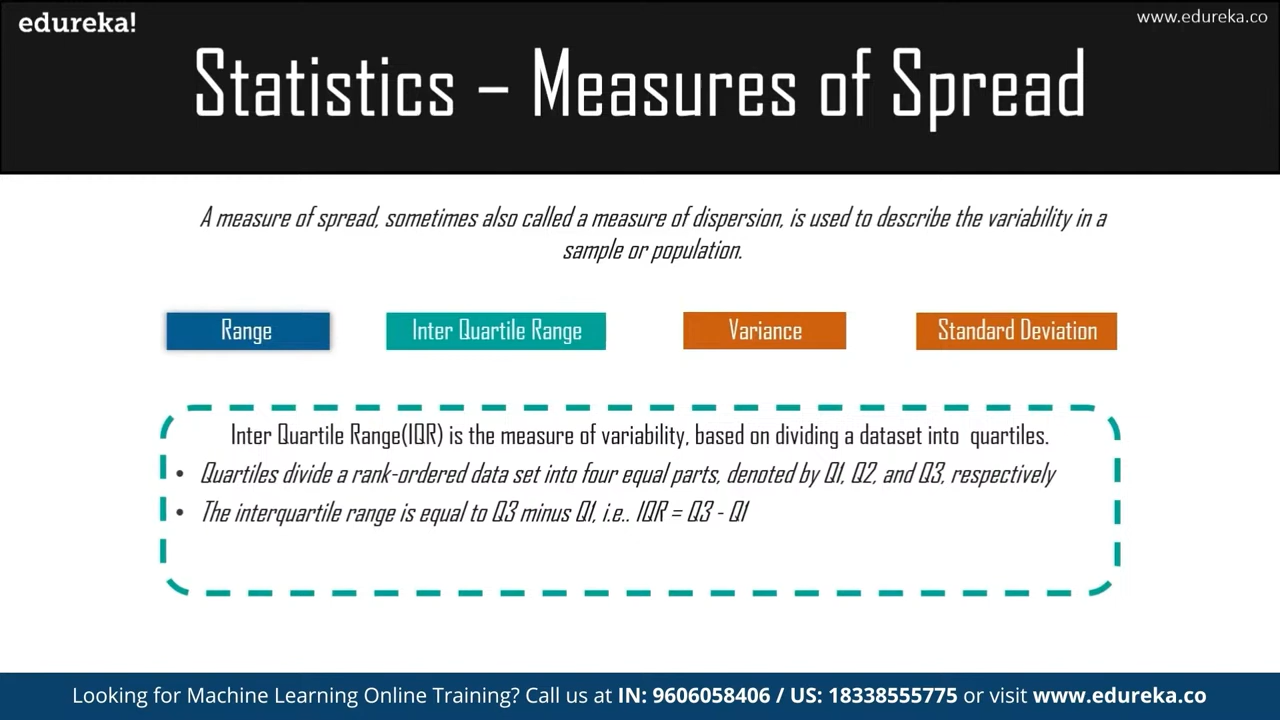 edureka!
www.edureka.co
Statistics – Measures of Spread
A measure of spread, sometimes also called a measure of dispersion, is used to describe the variability in a
sample or population.
Range
Inter Quartile Range
Variance
Standard Deviation
Inter Quartile Range(IQR) is the measure of variability, based on dividing a dataset into quartiles.
• Quartiles divide a rank-ordered data set into four equal parts, denoted by Q1, Q2, and Q3, respectively
• The interquartile range is equal to Q3 minus Q1, i.e.. IQR = Q3 - Q1
Looking for Machine Learning Online Training? Call us at IN: 9606058406 / US: 18338555775 or visit www.edureka.co